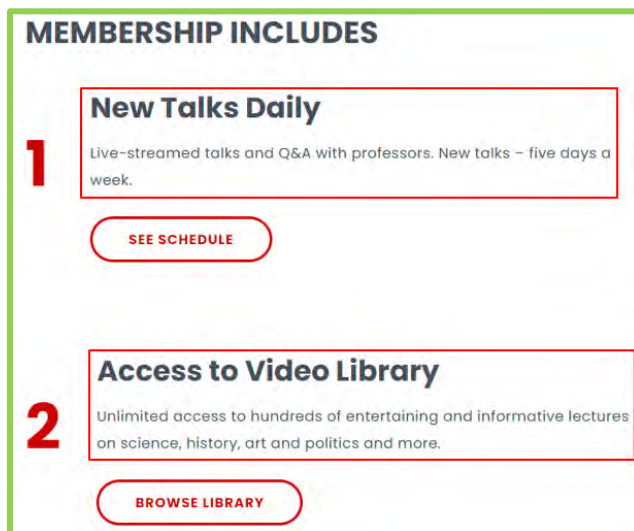 MEMBERSHIP INCLUDES
1
New Talks Daily
Live-streamed talks and Q&A with professors. New talks – five days a
week.
SEE SCHEDULE
2
Access to Video Library
Unlimited access to hundreds of entertaining and informative lectures
on science, history, art and politics and more.
BROWSE LIBRARY